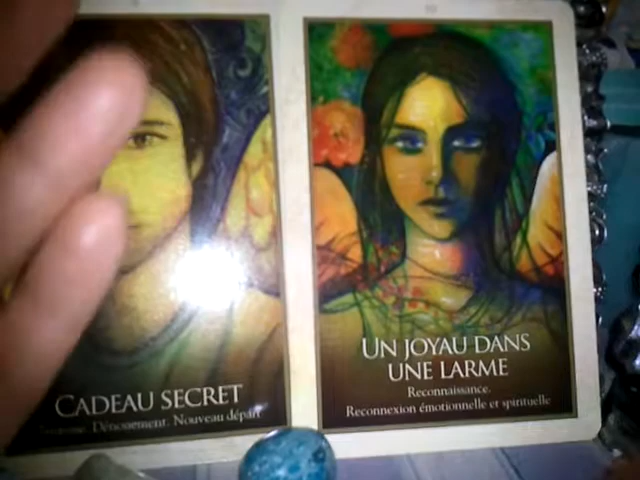 CADEAU SECRET
Dénouement. Nouveau départ
UN JOYAU DANS
UNE LARME
Reconnaissance.
Reconnexion émotionnelle et spirituelle